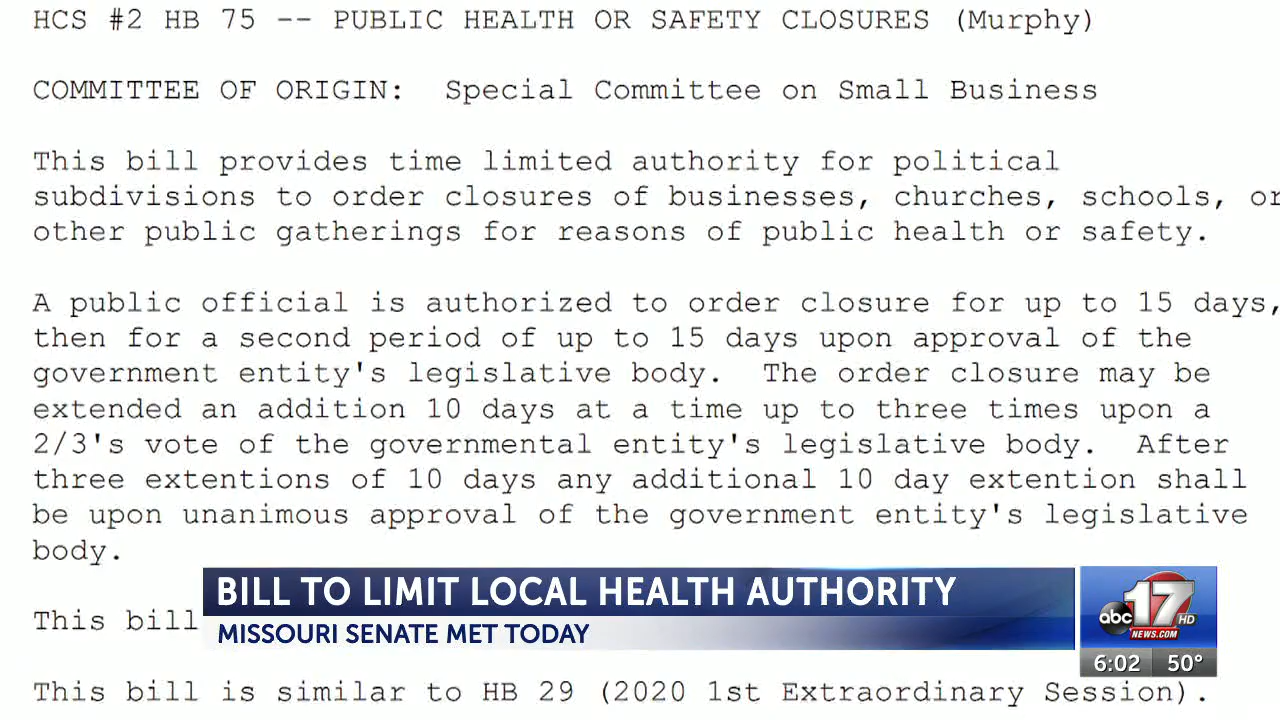 HCS #2 HB 75 -- PUBLIC HEALTH OR SAFETY CLOSURES (Murphy)
COMMITTEE OF ORIGIN: Special Committee on Small Business
This bill provides time limited authority for political
subdivisions to order closures of businesses, churches, schools, or
other public gatherings for reasons of public health or safety.
A public official is authorized to order closure for up to 15 days,
then for a second period of up to 15 days upon approval of the
government entity's legislative body. The order closure may be
extended an addition 10 days at a time up to three times upon a
2/3's vote of the governmental entity's legislative body. After
three extentions of 10 days any additional 10 day extention shall
be upon unanimous approval of the government entity's legislative
body.
This bill
BILL TO LIMIT LOCAL HEALTH AUTHORITY
MISSOURI SENATE MET TODAY
abc 17 HD
NEWS.COM
6:02 50°
This bill is similar to HB 29 (2020 1st Extraordinary Session).